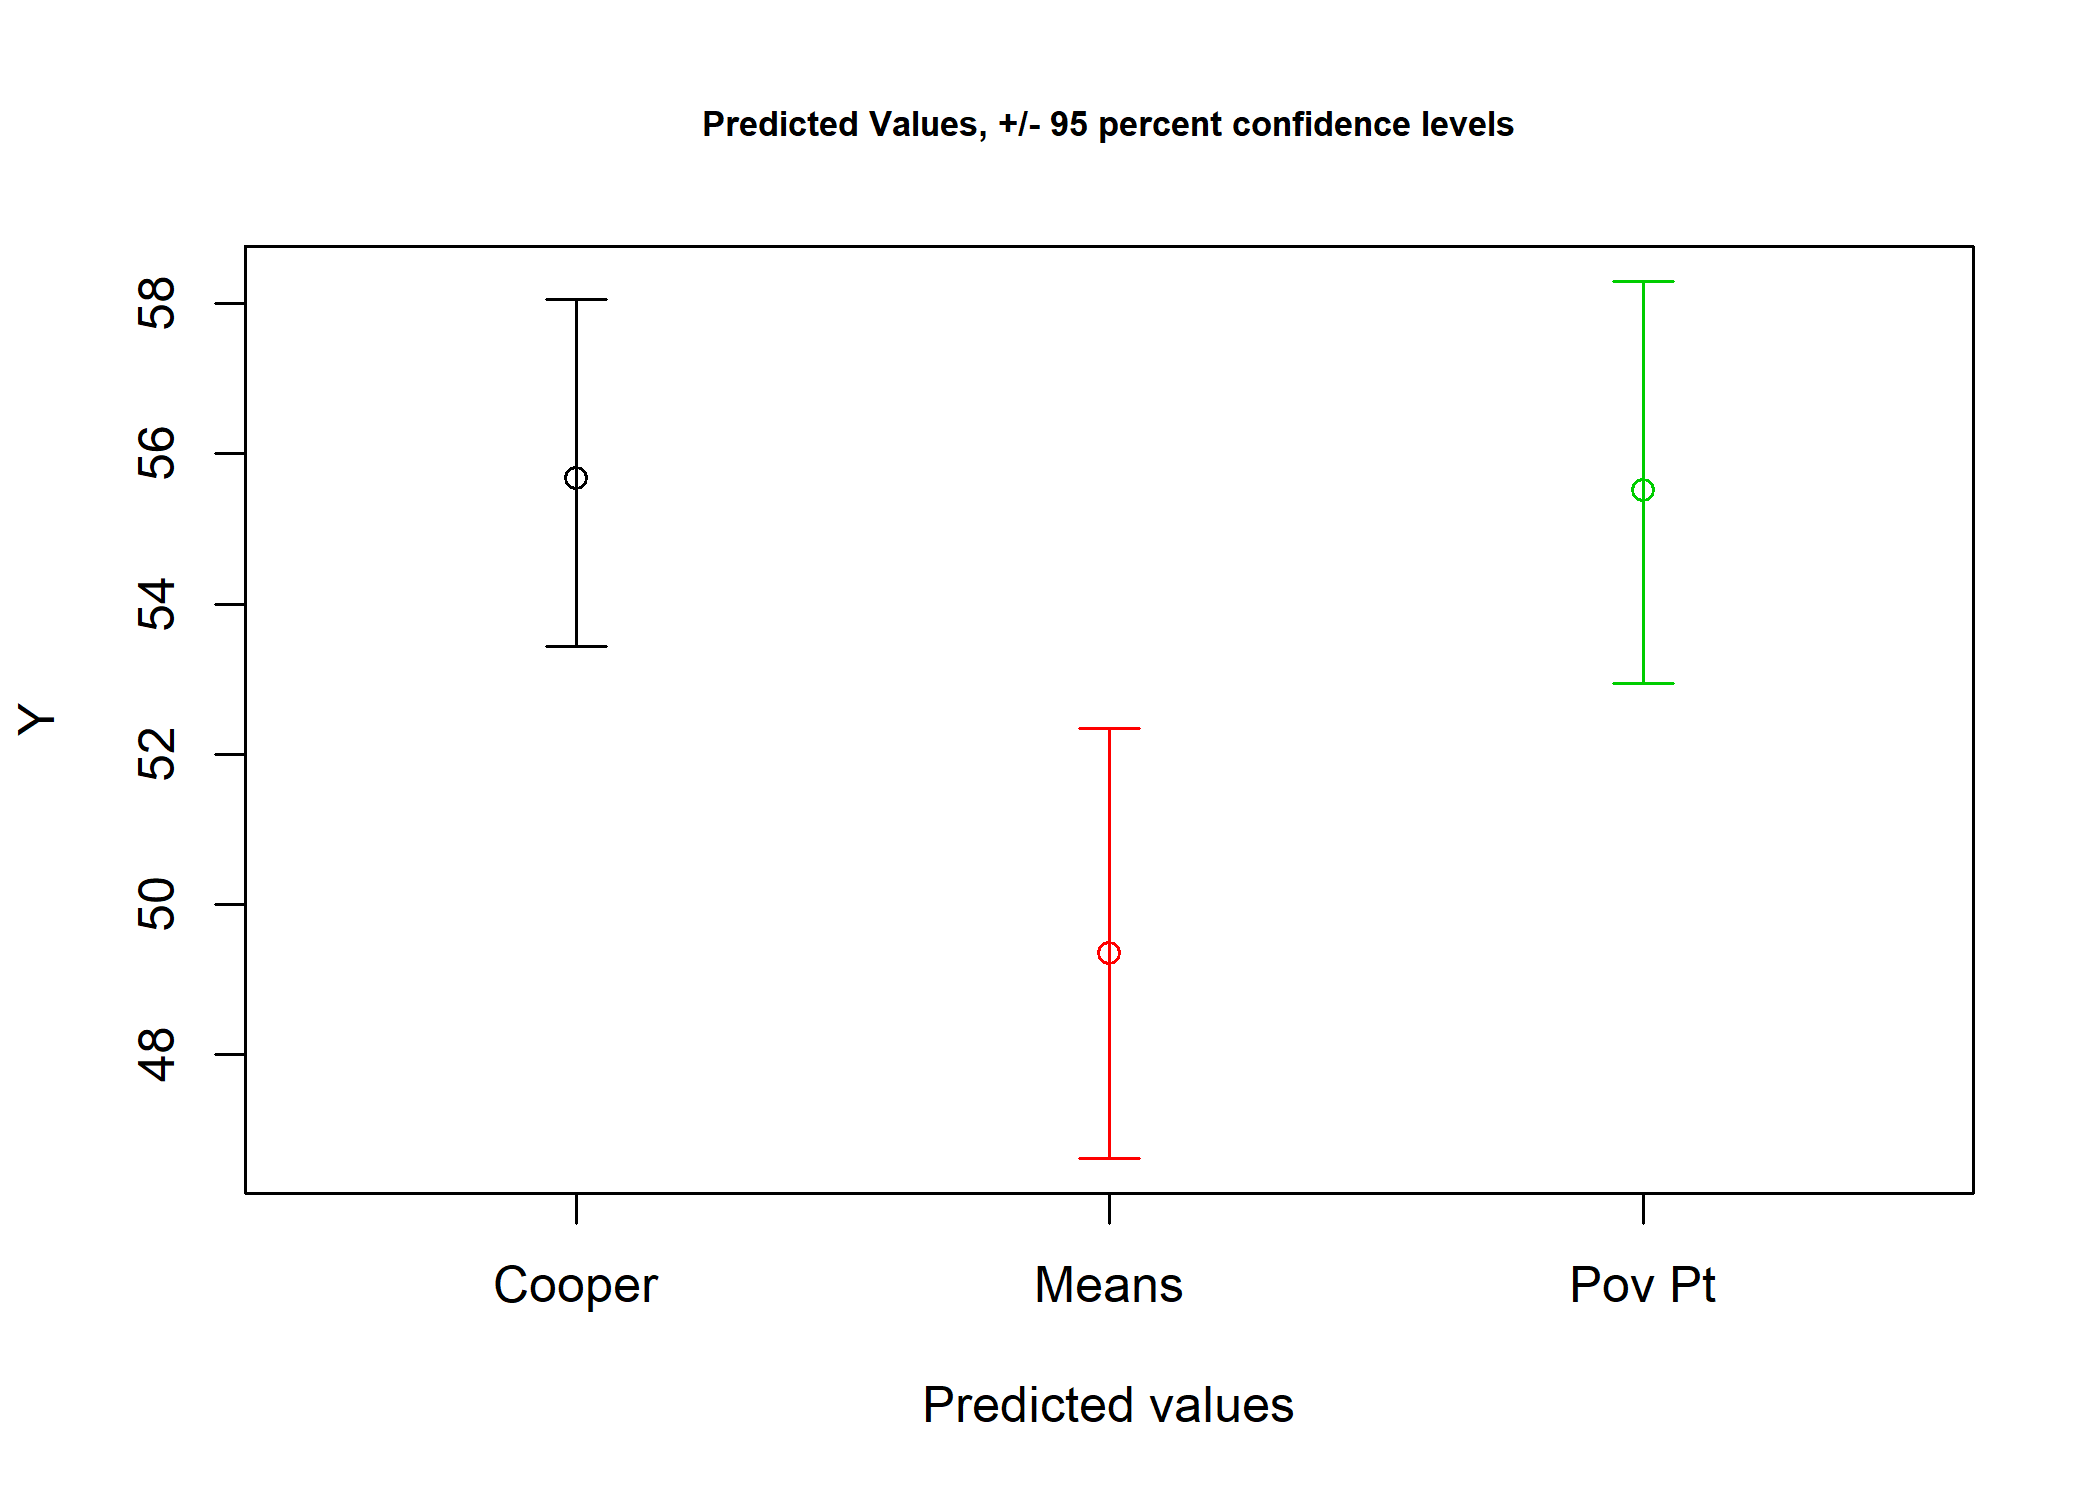 Predicted Values, +/- 95 percent confidence levels
Y
58
56
54
52
50
48
Cooper Means Pov Pt
Predicted values